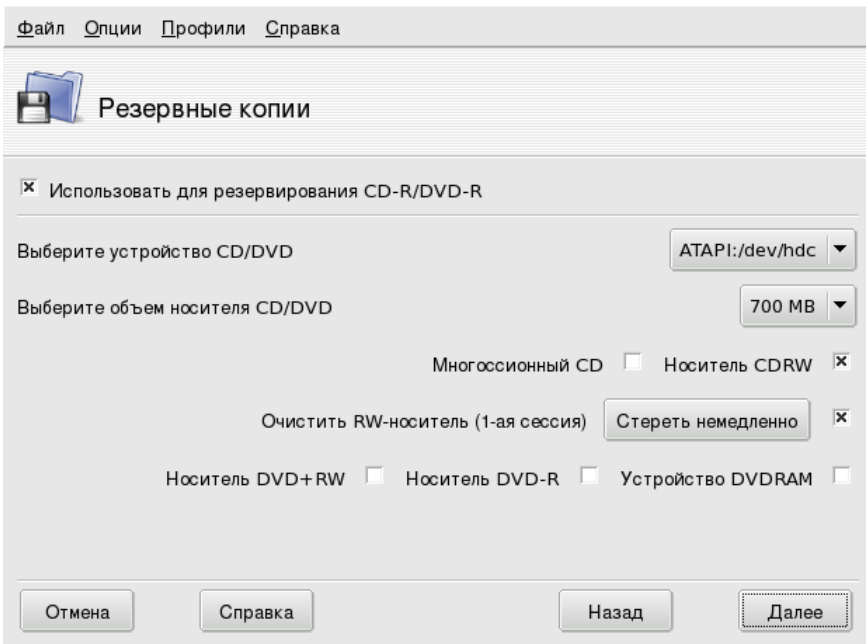 Файл Опции Профили Справка
Резервные копии
Использовать для резервирования CD-R/DVD-R
Выберите устройство CD/DVD ATAPI:/dev/hdc
Выберите объем носителя CD/DVD 700 MB
Многоссионный CD Носитель CDRW
Очистить RW-носитель (1-ая сессия) Стереть немедленно
Носитель DVD+RW Носитель DVD-R Устройство DVDRAM
Отмена Справка Назад Далее